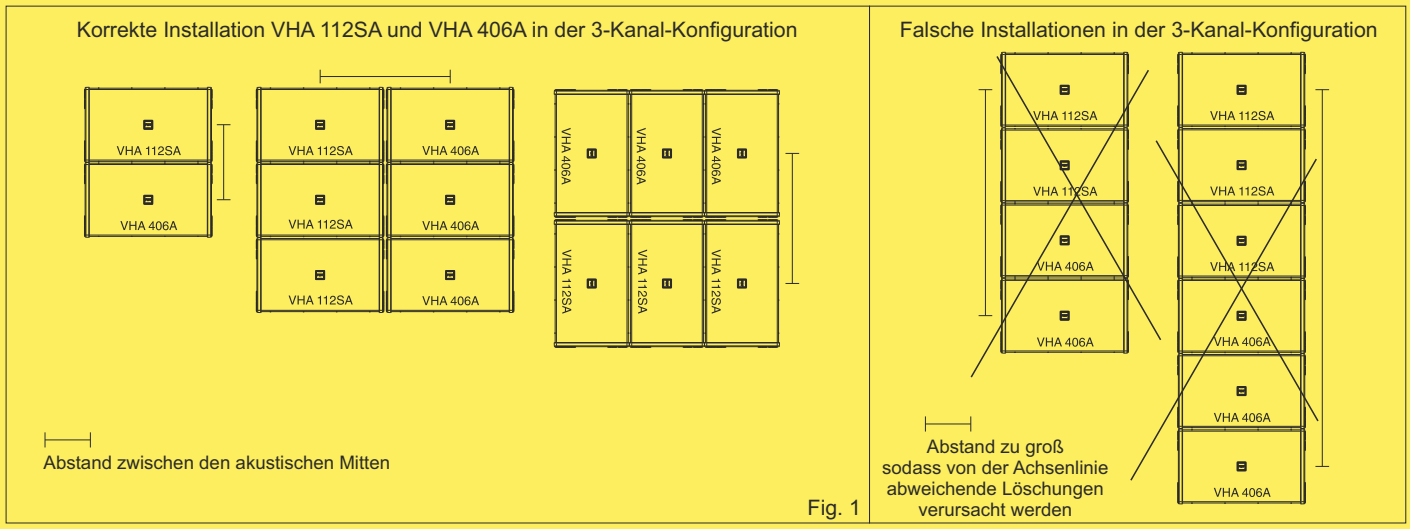 Korrekte Installation VHA 112SA und VHA 406A in der 3-Kanal-Konfiguration
VHA 112SA
VHA 406A
VHA 112SA
VHA 406A
VHA 112SA
VHA 406A
VHA 112SA
VHA 406A
VHA 406A
VHA 406A
VHA 406A
VHA 112SA
VHA 112SA
VHA 112SA
Abstand zwischen den akustischen Mitten
Fig. 1
Falsche Installationen in der 3-Kanal-Konfiguration
VHA 112SA
VHA 112SA
VHA 406A
VHA 406A
VHA 112SA
VHA 112SA
VHA 112SA
VHA 406A
VHA 406A
VHA 406A
Abstand zu groß
sodass von der Achsenlinie
abweichende Löschungen
verursacht werden